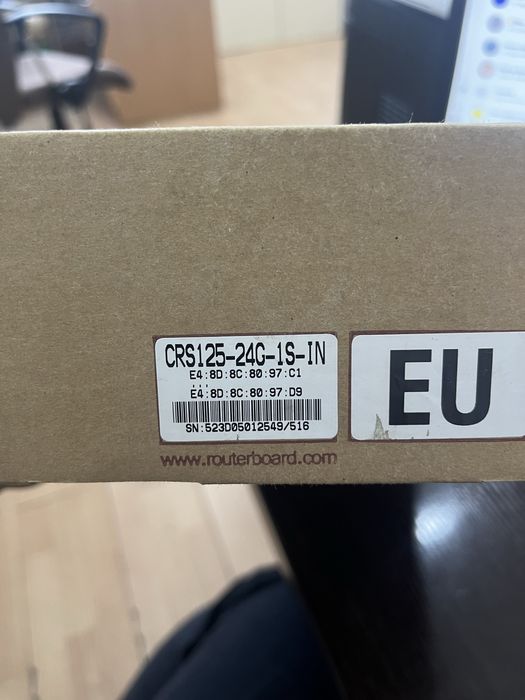 CRS125-24G-1S-IN
E4:8D:8C:80:97:C1
...
E4:8D:8C:80:97:D9
SN:523D05012549/516
EU
www.routerboard.com